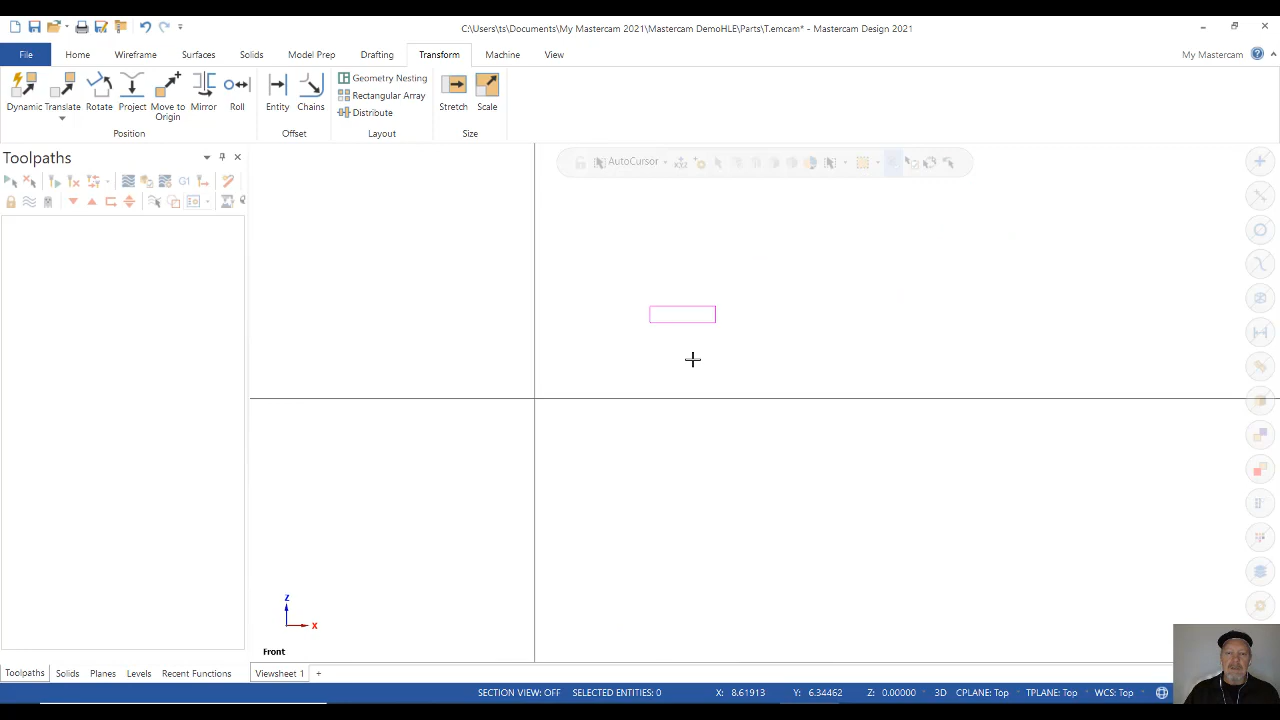 C:\Users\ts\Documents\My Mastercam 2021\Mastercam DemoHLE\Parts\T.emcam* - Mastercam Design 2021
File Home Wireframe Surfaces Solids Model Prep Drafting Transform Machine View My Mastercam
Dynamic Translate Rotate Project Move to Origin Mirror Roll
Entity Chains
Geometry Nesting
Rectangular Array
Distribute
Stretch Scale
Position Offset Layout Size
Toolpaths
AutoCursor
G1
Z
X
Front
Toolpaths Solids Planes Levels Recent Functions Viewsheet 1 +
SECTION VIEW: OFF SELECTED ENTITIES: 0 X: 8.61913 Y: 6.34462 Z: 0.00000 3D CPLANE: Top TPLANE: Top WCS: Top